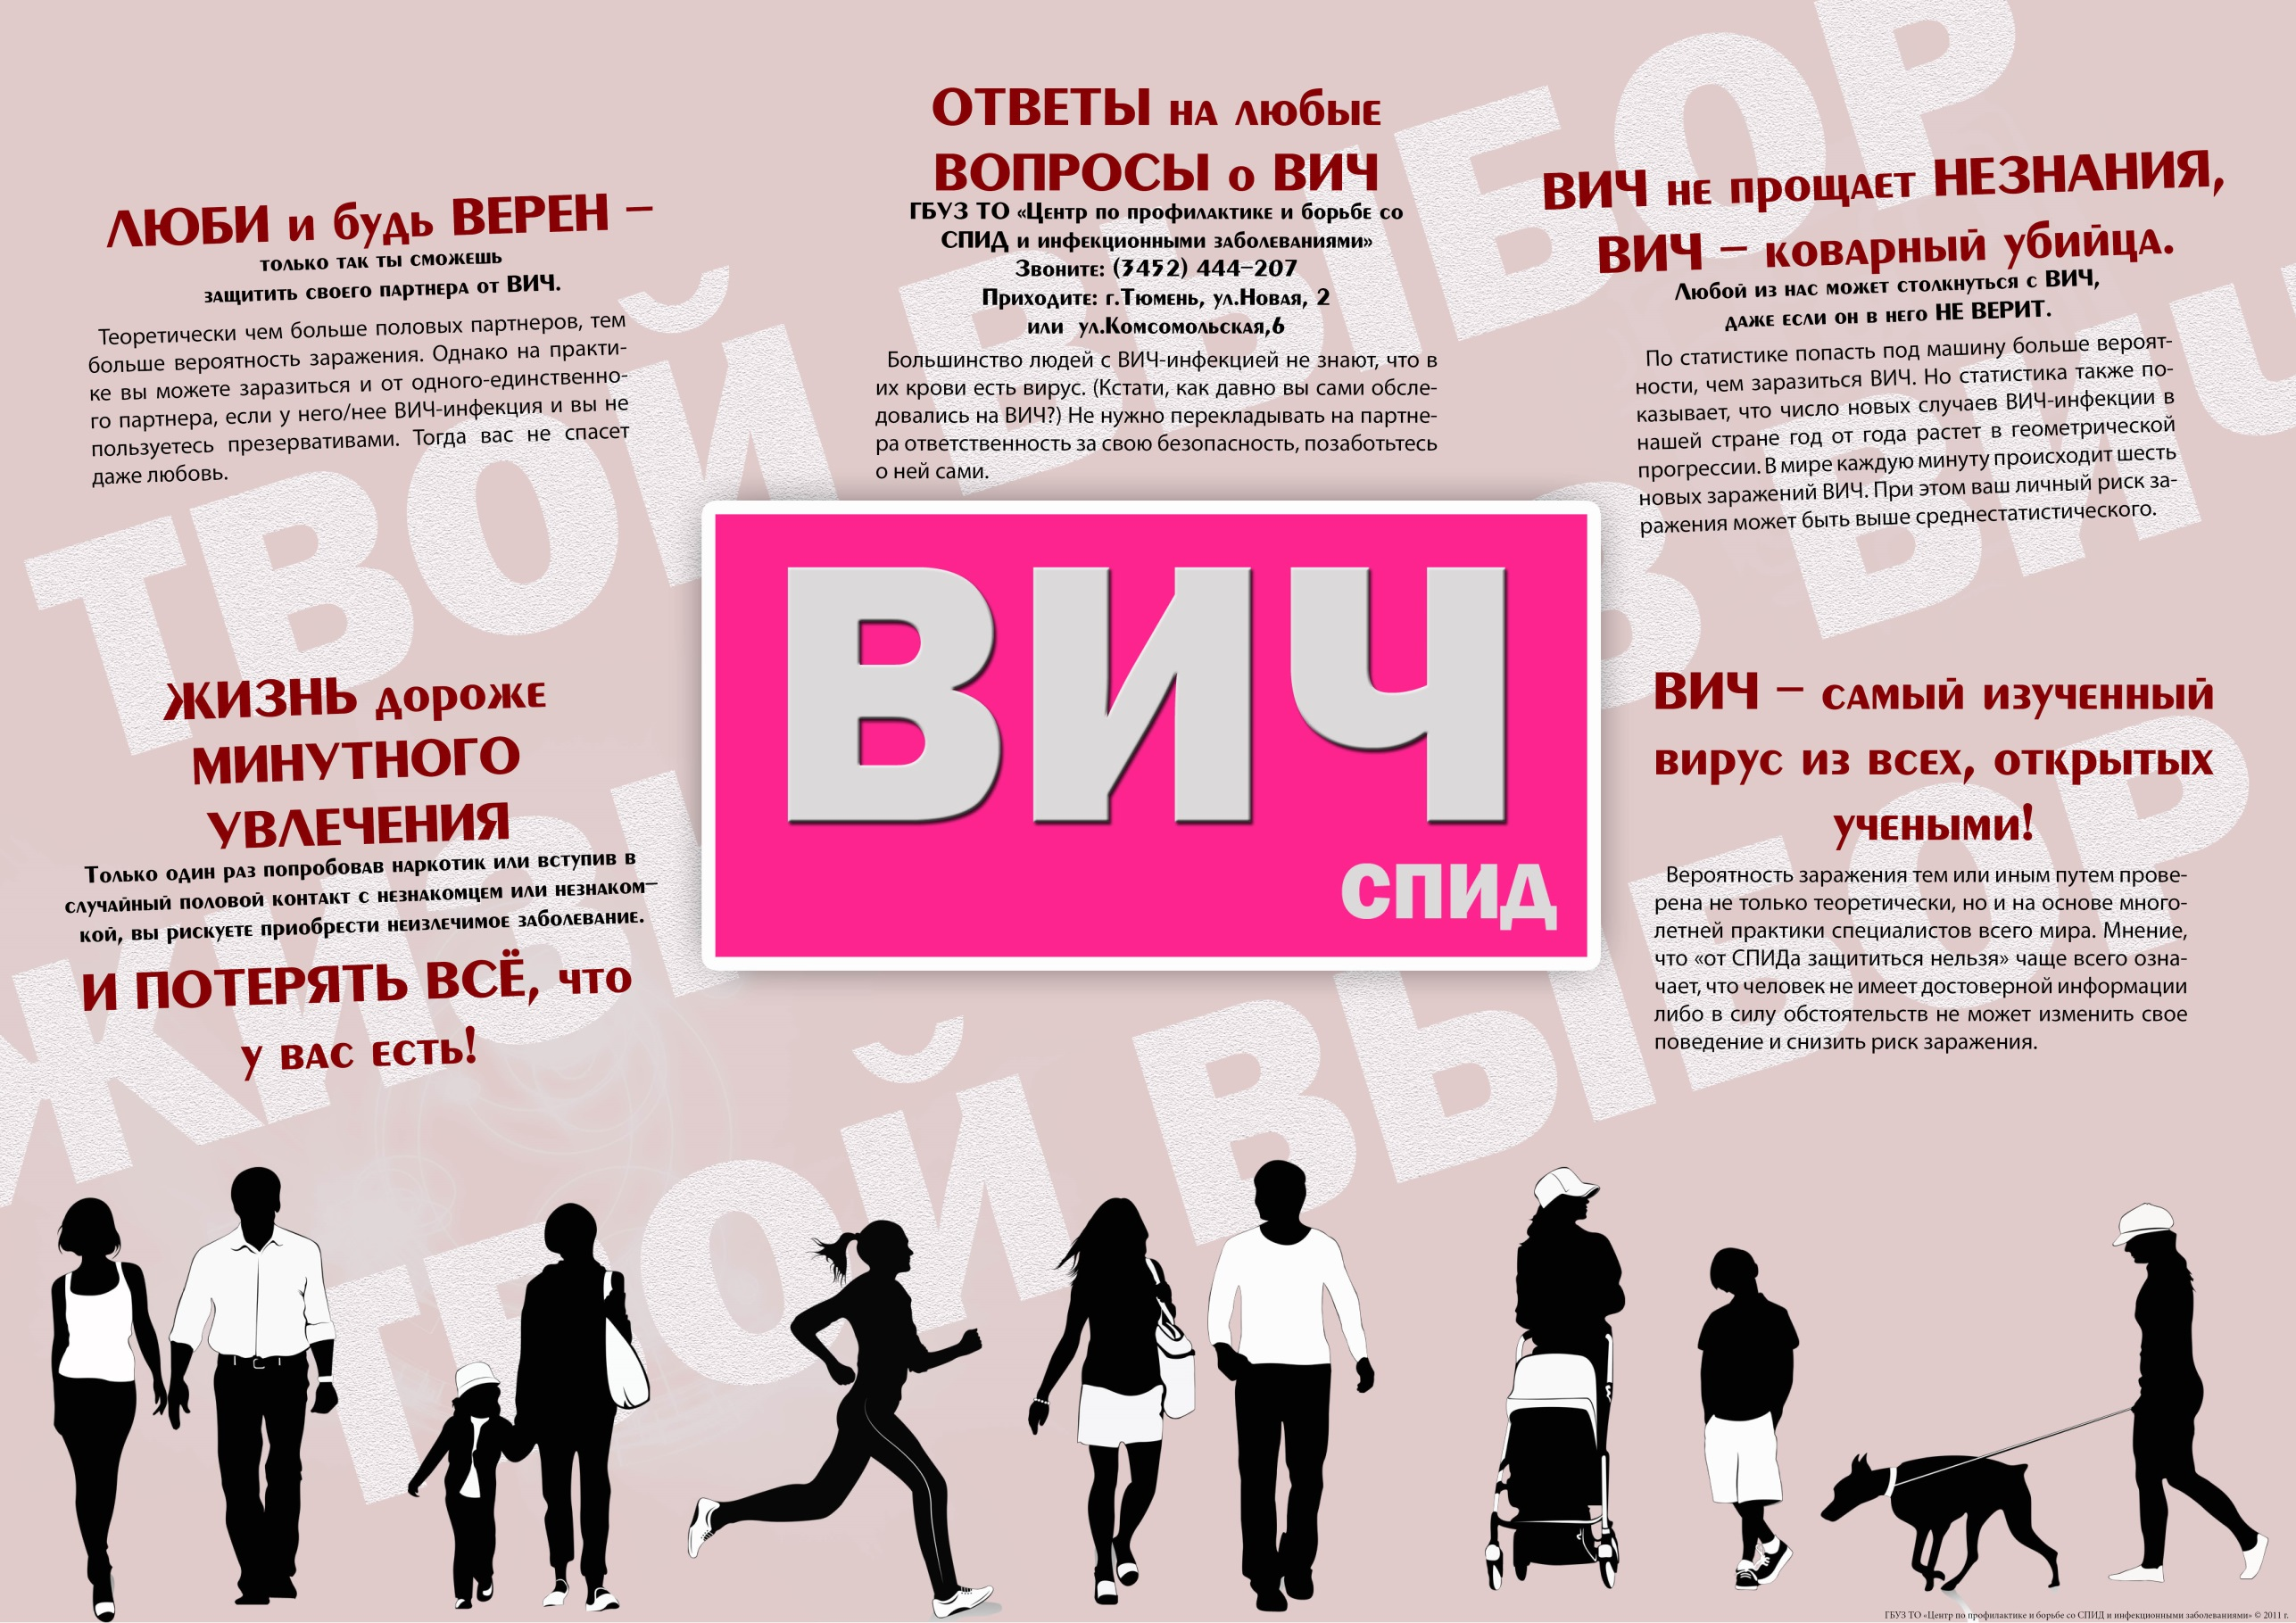 ЛЮБИ и будь ВЕРЕН –
только так ты сможешь
защитить своего партнера от ВИЧ.
Теоретически чем больше половых партнеров, тем
больше вероятность заражения. Однако на практи-
ке вы можете заразиться и от одного-единственно-
го партнера, если у него/нее ВИЧ-инфекция и вы не
пользуетесь презервативами. Тогда вас не спасет
даже любовь.
ОТВЕТЫ на любые
ВОПРОСЫ о ВИЧ
ГБУЗ ТО «Центр по профилактике и борьбе со
СПИД и инфекционными заболеваниями»
Звоните: (3452) 444–207
Приходите: г.Тюмень, ул.Новая, 2
или ул.Комсомольская,6
Большинство людей с ВИЧ-инфекцией не знают, что в
их крови есть вирус. (Кстати, как давно вы сами обсле-
довались на ВИЧ?) Не нужно перекладывать на партне-
ра ответственность за свою безопасность, позаботьтесь
о ней сами.
ВИЧ не прощает НЕЗНАНИЯ,
ВИЧ – коварный убийца.
Любой из нас может столкнуться с ВИЧ,
даже если он в него НЕ ВЕРИТ.
По статистике попасть под машину больше вероят-
ности, чем заразиться ВИЧ. Но статистика также по-
казывает, что число новых случаев ВИЧ-инфекции в
нашей стране год от года растет в геометрической
прогрессии. В мире каждую минуту происходит шесть
новых заражений ВИЧ. При этом ваш личный риск за-
ражения может быть выше среднестатистического.
ТВОЙ ВЫБОР
ВИЧ
СПИД
ЖИЗНЬ дороже
МИНУТНОГО
УВЛЕЧЕНИЯ
Только один раз попробовав наркотик или вступив в
случайный половой контакт с незнакомцем или незнаком–
кой, вы рискуете приобрести неизлечимое заболевание.
И ПОТЕРЯТЬ ВСЁ, что
у вас есть!
ВИЧ – самый изученный
вирус из всех, открытых
учеными!
Вероятность заражения тем или иным путем прове-
рена не только теоретически, но и на основе много-
летней практики специалистов всего мира. Мнение,
что «от СПИДа защититься нельзя» чаще всего озна-
чает, что человек не имеет достоверной информации
либо в силу обстоятельств не может изменить свое
поведение и снизить риск заражения.
ЖИЗНЬ
З ВИЧ
ТВОЙ ВЫБОР
ГБУЗ ТО «Центр по профилактике и борьбе со СПИД и инфекционными заболеваниями» © 2011 г.